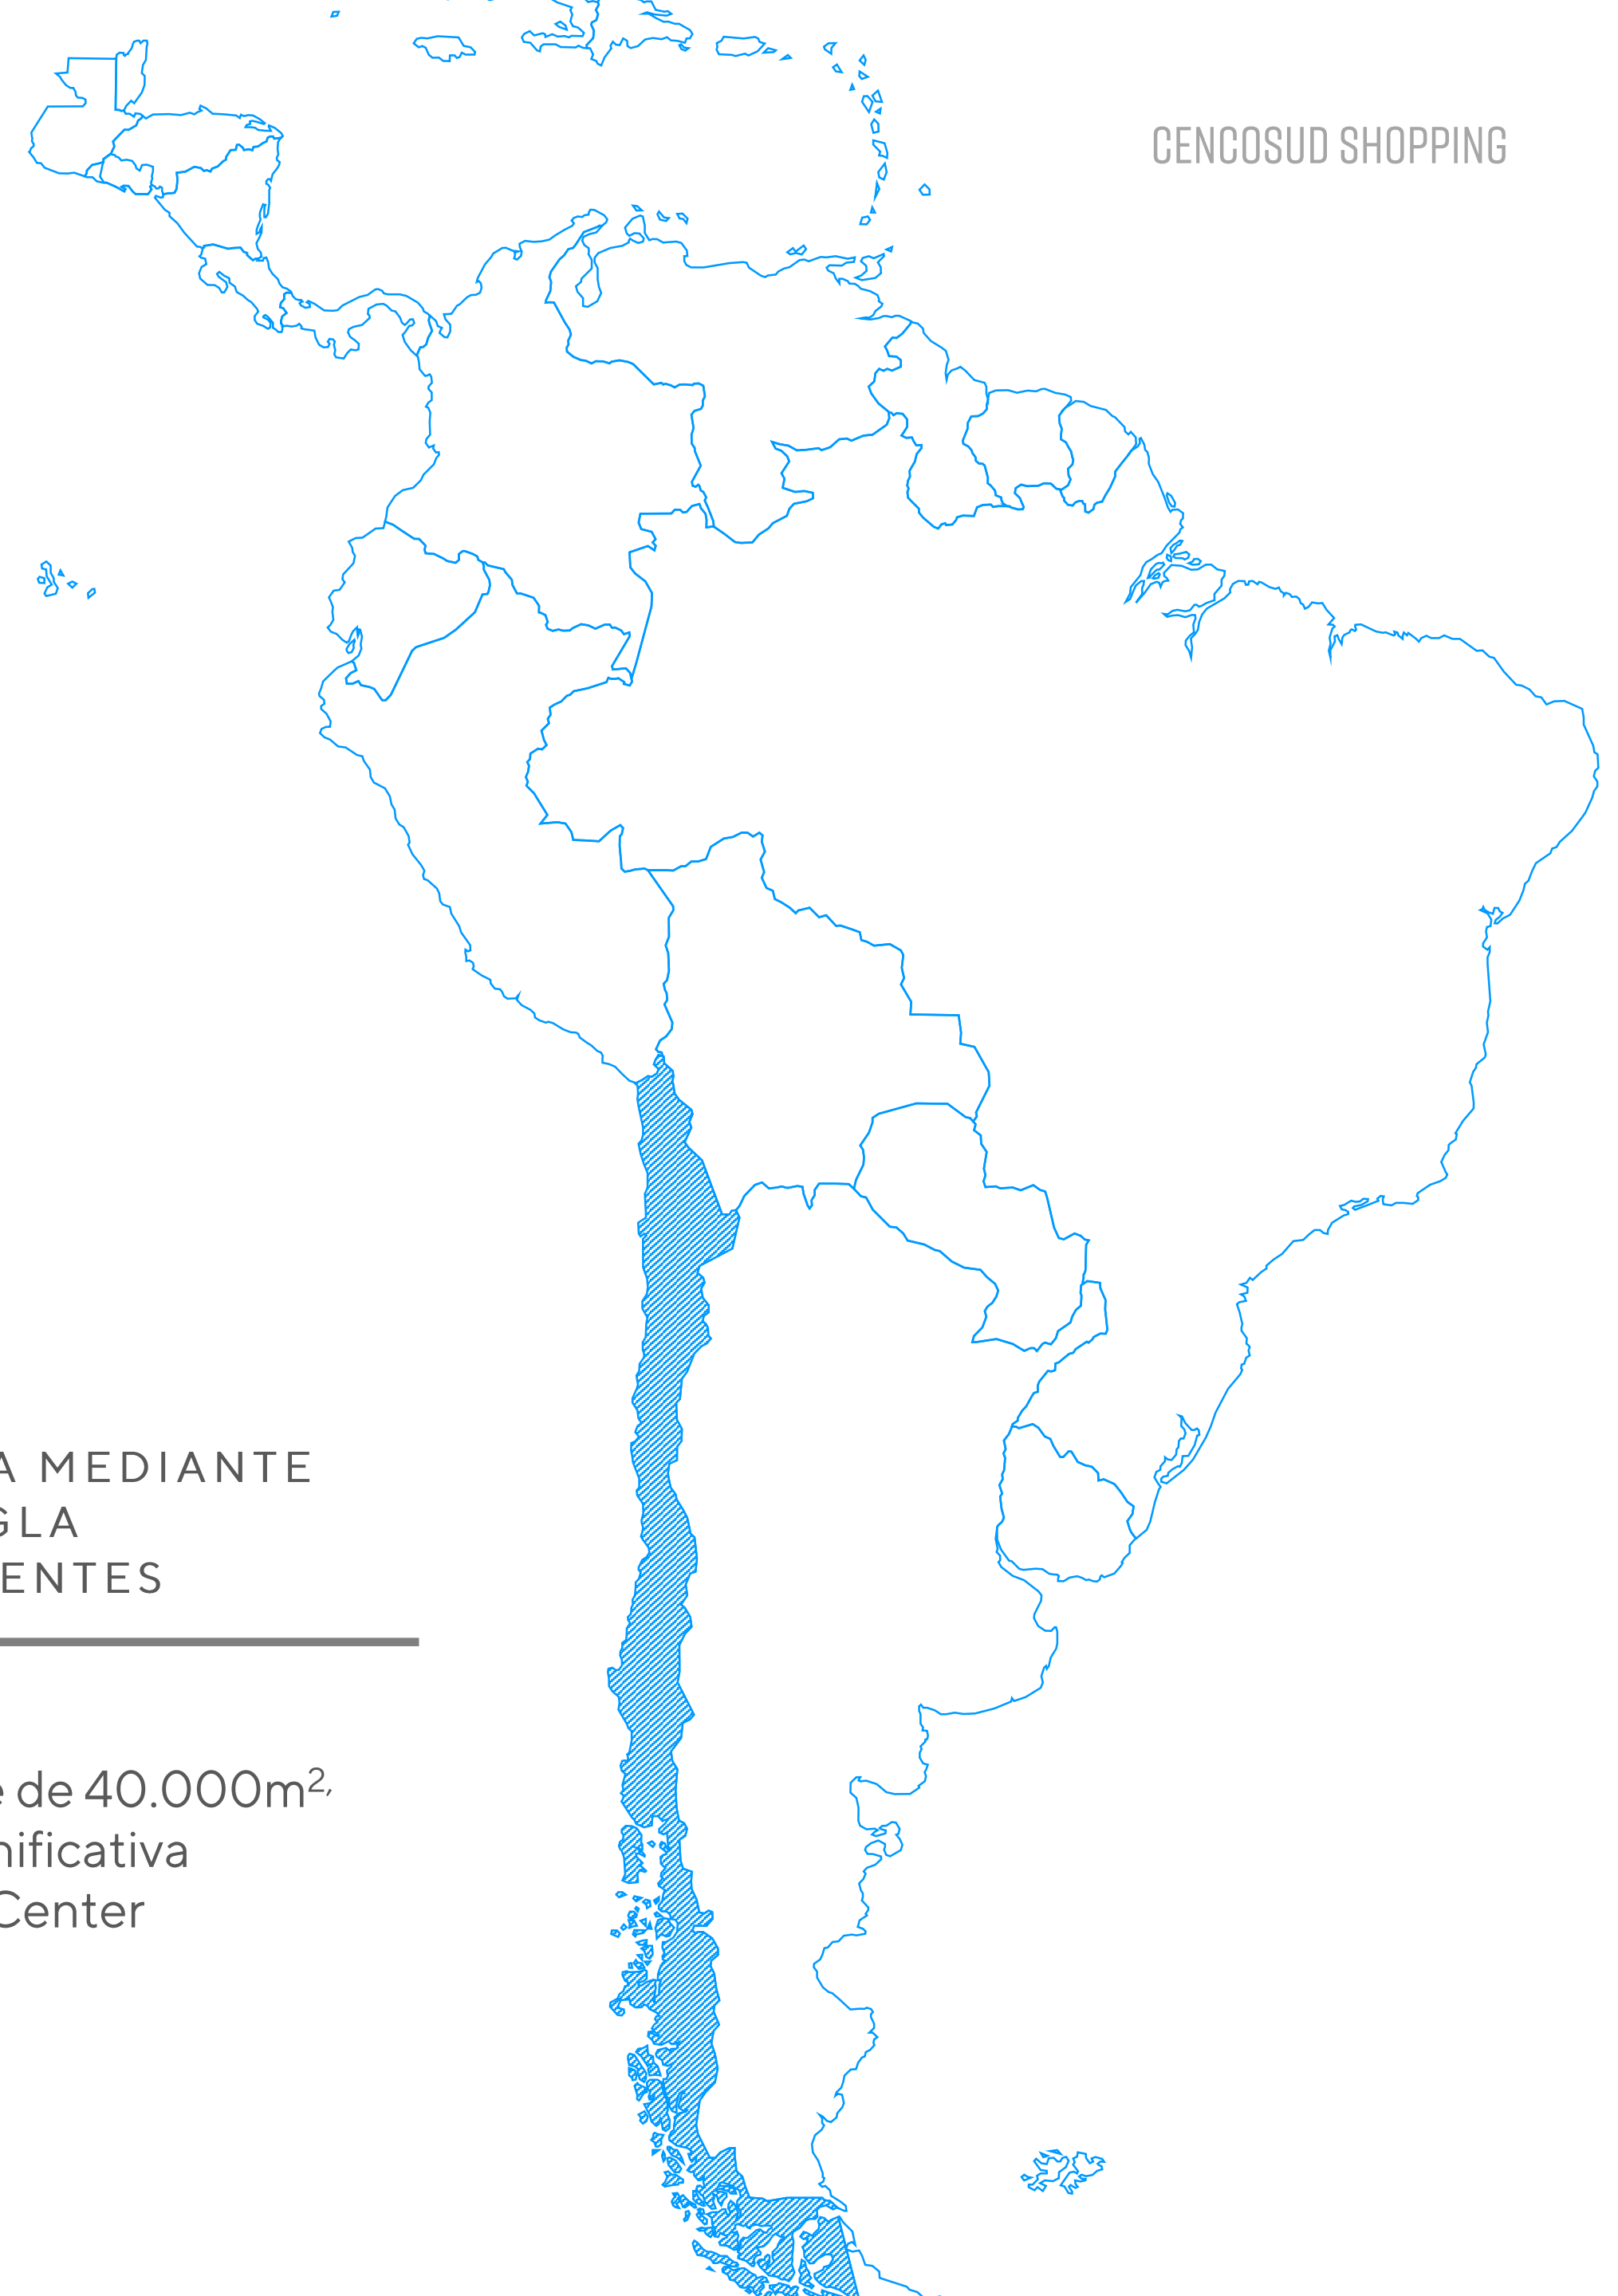 CENCOSUD SHOPPING
A MEDIANTE
GLA
ENTES
de 40.000m²,
nificativa
Center